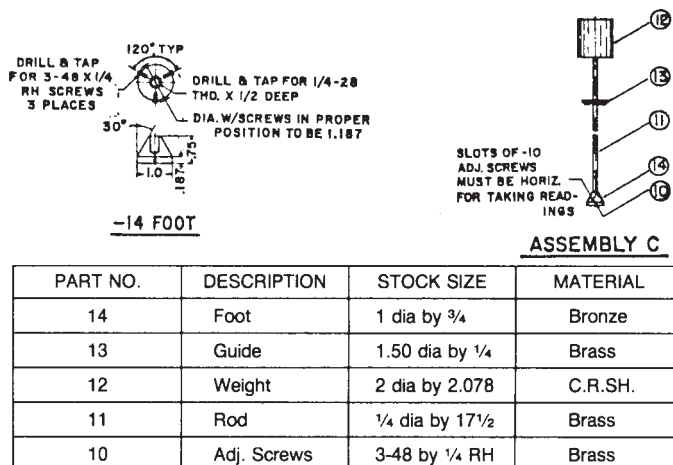 120° TYP
DRILL & TAP
FOR 3-48 X 1/4
RH SCREWS
3 PLACES
DRILL & TAP FOR 1/4-28
THD. X 1/2 DEEP
DIA. W/SCREWS IN PROPER
POSITION TO BE 1.187
30°
.75
1.0
.187
-14 FOOT
12
13
11
SLOTS OF -10
ADJ. SCREWS
MUST BE HORIZ.
FOR TAKING READ-
INGS
14
10
ASSEMBLY C
PART NO. DESCRIPTION STOCK SIZE MATERIAL
14 Foot 1 dia by 3/4 Bronze
13 Guide 1.50 dia by 1/4 Brass
12 Weight 2 dia by 2.078 C.R.SH.
11 Rod 1/4 dia by 17 1/2 Brass
10 Adj. Screws 3-48 by 1/4 RH Brass